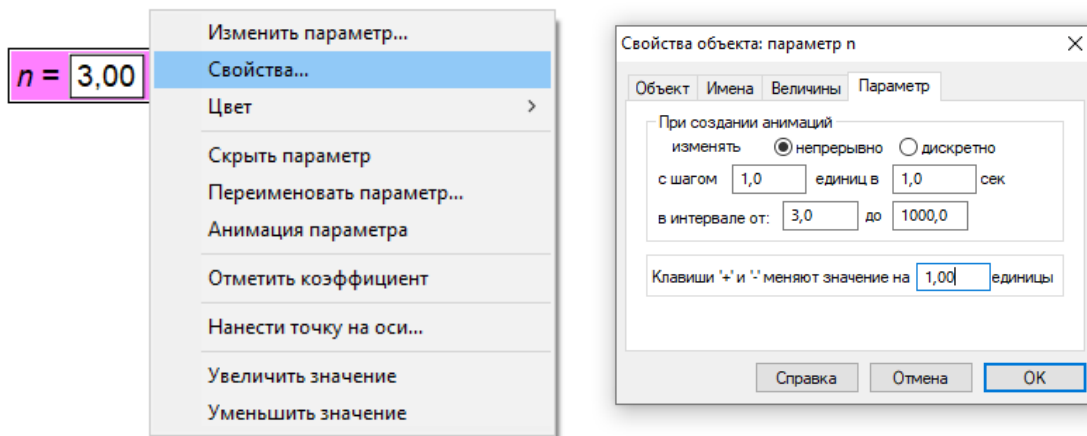 n = 3,00
Изменить параметр...
Свойства...
Цвет >
Скрыть параметр
Переименовать параметр...
Анимация параметра
Отметить коэффициент
Нанести точку на оси...
Увеличить значение
Уменьшить значение
Свойства объекта: параметр n
Объект Имена Величины Параметр
При создании анимаций
изменять непрерывно дискретно
с шагом 1,0 единиц в 1,0 сек
в интервале от: 3,0 до 1000,0
Клавиши '+' и '-' меняют значение на 1,00 единицы
Справка Отмена OK